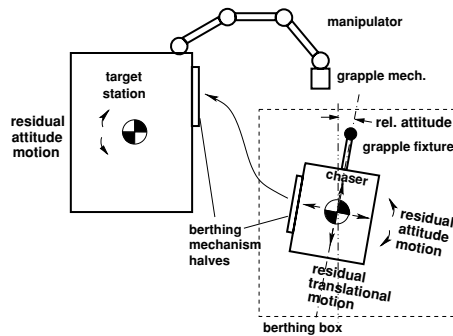 manipulator
target
station
grapple mech.
residual
attitude
motion
rel. attitude
grapple fixture
chaser
berthing
mechanism
halves
residual
attitude
motion
residual
translational
motion
berthing box